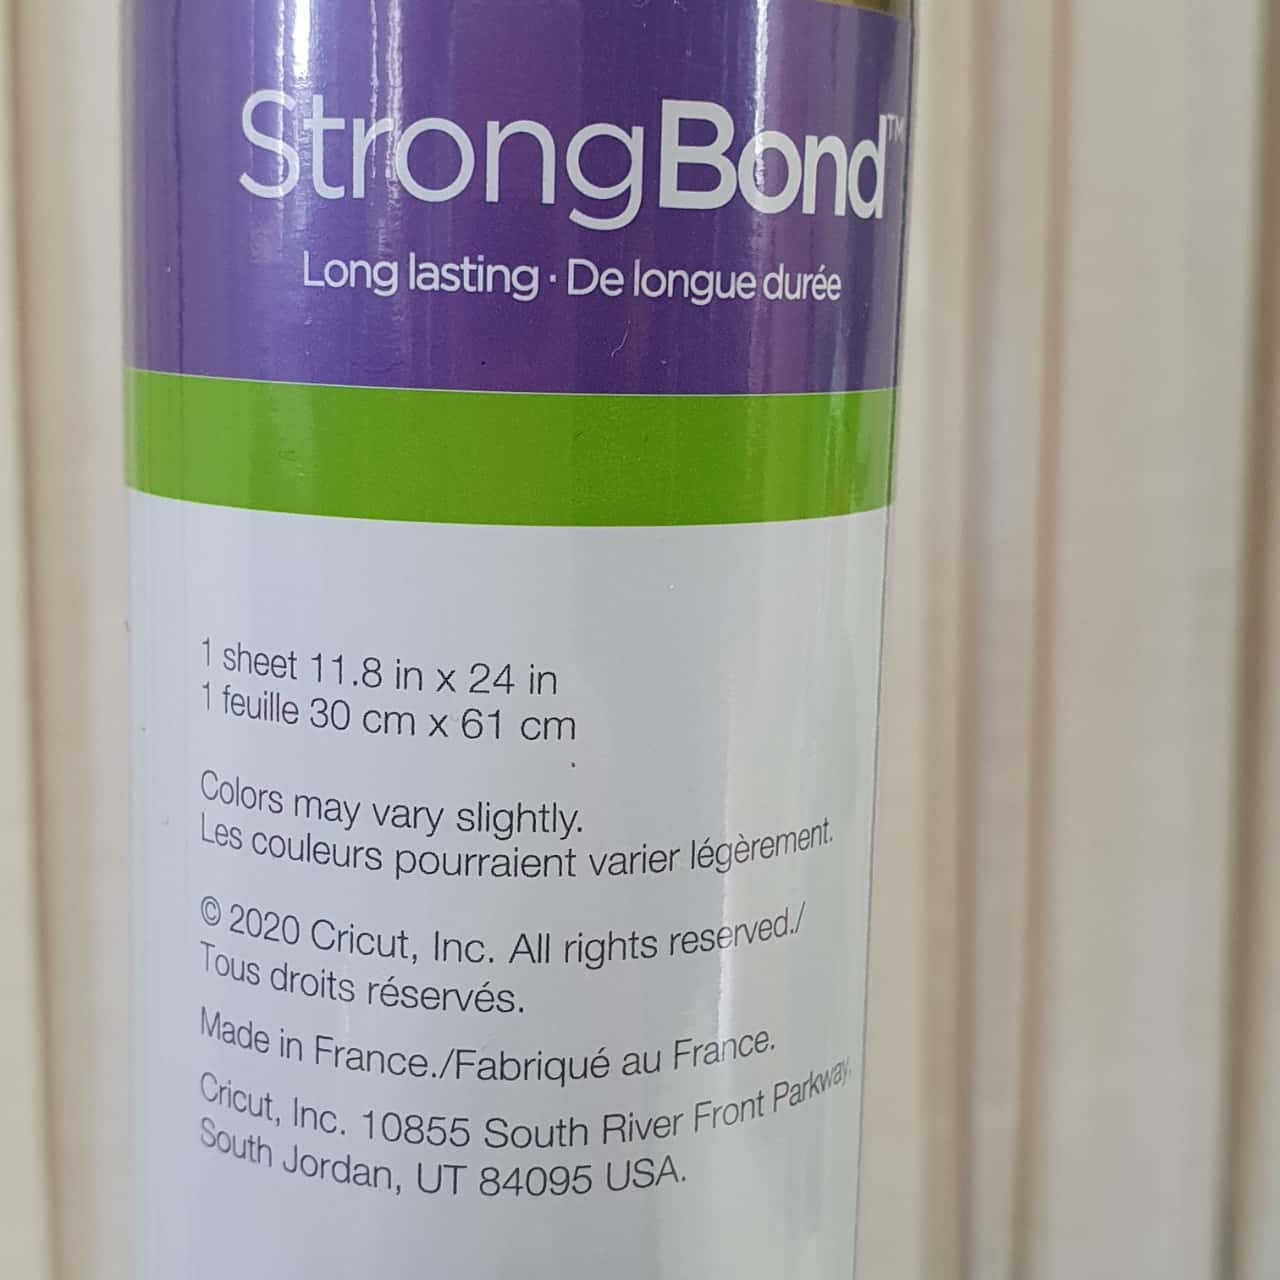 StrongBond™
Long lasting · De longue durée
1 sheet 11.8 in x 24 in
1 feuille 30 cm x 61 cm
Colors may vary slightly.
Les couleurs pourraient varier légèrement.
© 2020 Cricut, Inc. All rights reserved./
Tous droits réservés.
Made in France./Fabriqué au France.
Cricut, Inc. 10855 South River Front Parkway,
South Jordan, UT 84095 USA.